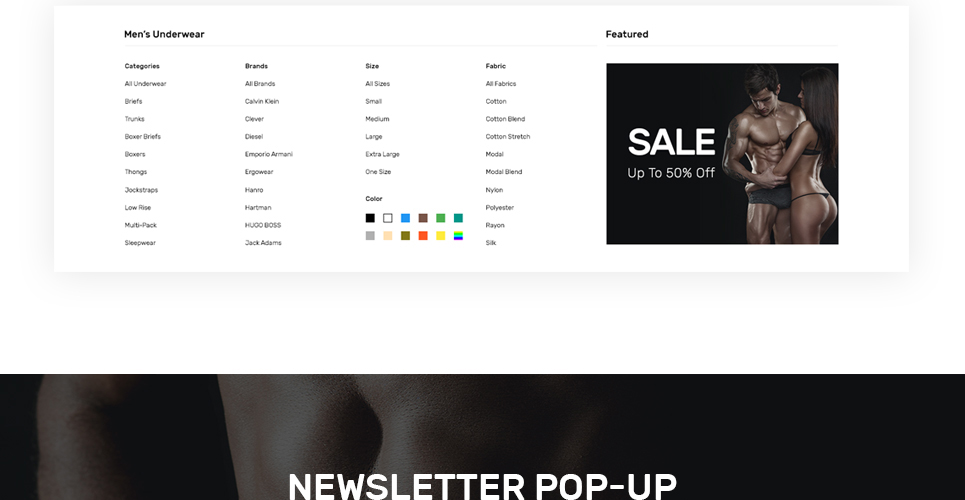 Men's Underwear
Featured
Categories
All Underwear
Briefs
Trunks
Boxer Briefs
Boxers
Thongs
Jockstraps
Low Rise
Multi-Pack
Sleepwear
Brands
All Brands
Calvin Klein
Clever
Diesel
Emporio Armani
Ergowear
Hanro
Hartman
HUGO BOSS
Jack Adams
Size
All Sizes
Small
Medium
Large
Extra Large
One Size
Color
Fabric
All Fabrics
Cotton
Cotton Blend
Cotton Stretch
Modal
Modal Blend
Nylon
Polyester
Rayon
Silk
SALE
Up To 50% Off
NEWSLETTER POP-UP